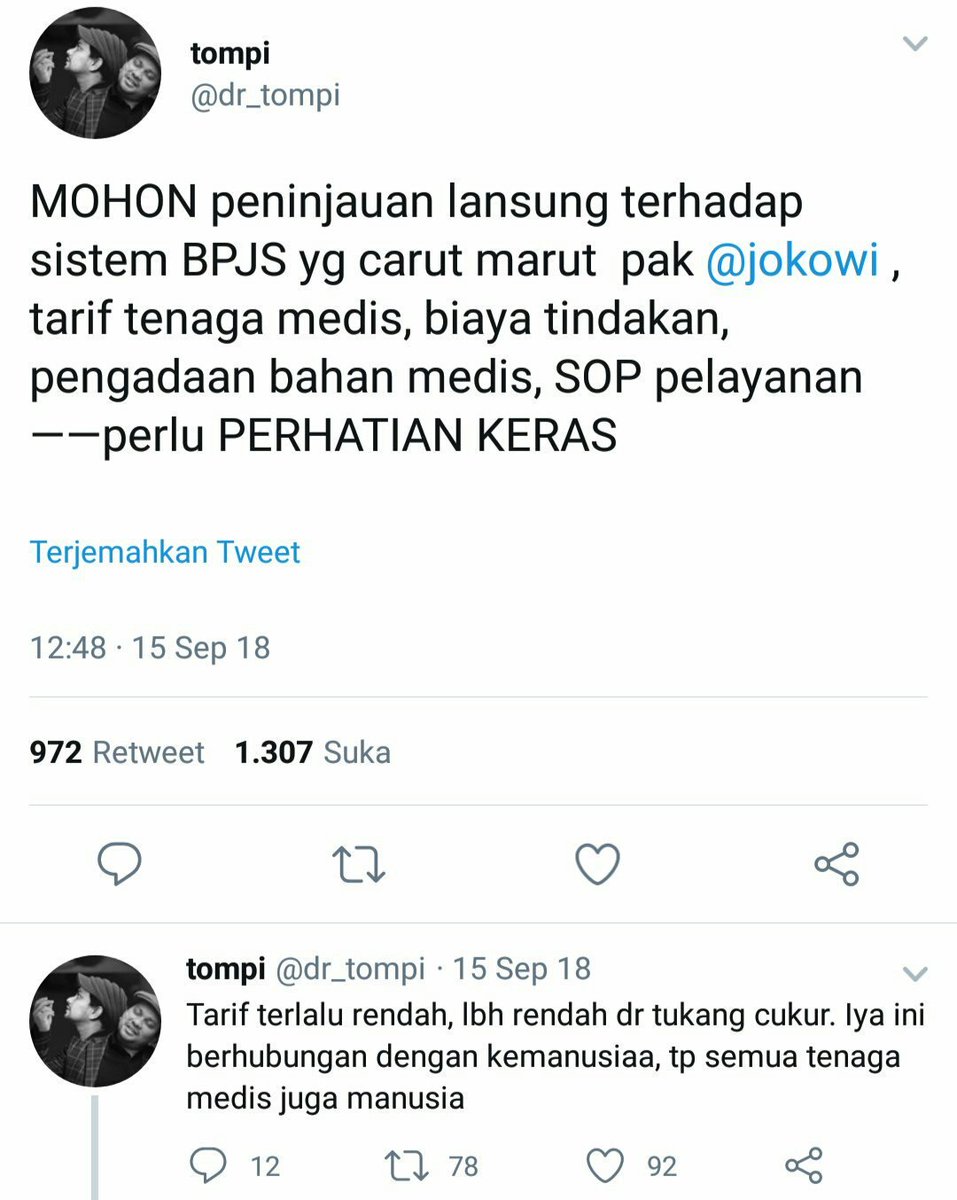 tompi
@dr_tompi
MOHON peninjauan lansung terhadap
sistem BPJS yg carut marut  pak @jokowi ,
tarif tenaga medis, biaya tindakan,
pengadaan bahan medis, SOP pelayanan
——perlu PERHATIAN KERAS
Terjemahkan Tweet
12:48 · 15 Sep 18
972 Retweet 1.307 Suka
tompi @dr_tompi · 15 Sep 18
Tarif terlalu rendah, lbh rendah dr tukang cukur. Iya ini
berhubungan dengan kemanusiaa, tp semua tenaga
medis juga manusia
12 78 92